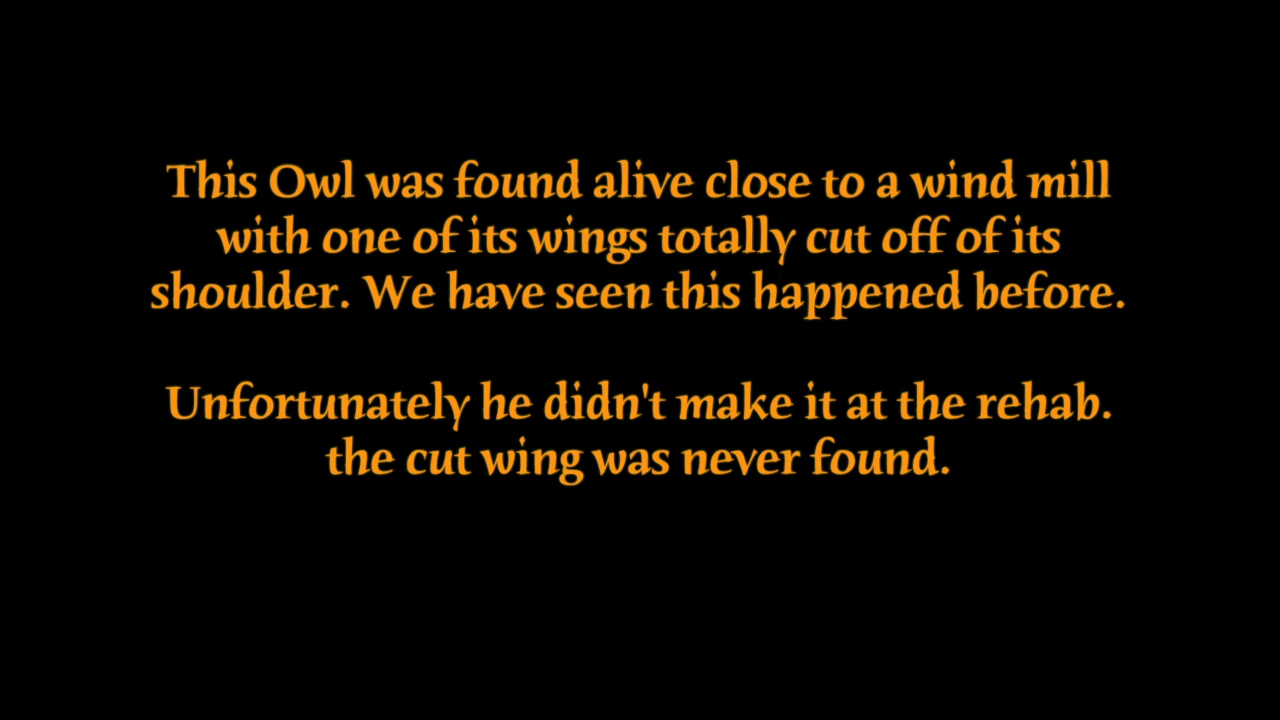 This Owl was found alive close to a wind mill
with one of its wings totally cut off of its
shoulder. We have seen this happened before.
Unfortunately he didn't make it at the rehab.
the cut wing was never found.